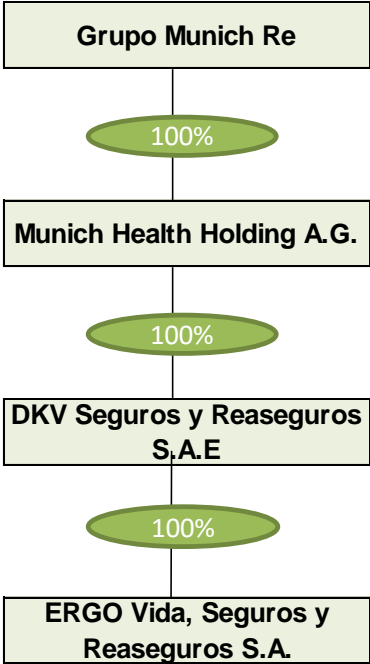 Grupo Munich Re
100%
Munich Health Holding A.G.
100%
DKV Seguros y Reaseguros
S.A.E
100%
ERGO Vida, Seguros y
Reaseguros S.A.